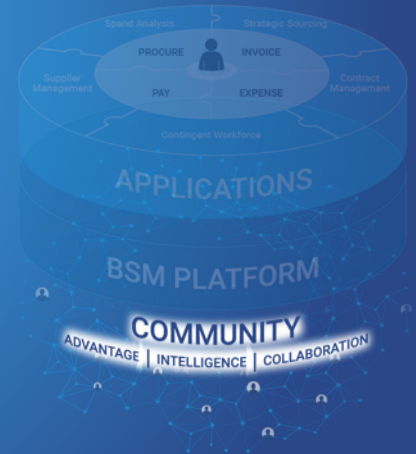 Spend Analysis
Strategic Sourcing
PROCURE
INVOICE
Supplier
Management
Contract
Management
PAY
EXPENSE
Contingent Workforce
APPLICATIONS
BSM PLATFORM
COMMUNITY
ADVANTAGE | INTELLIGENCE | COLLABORATION